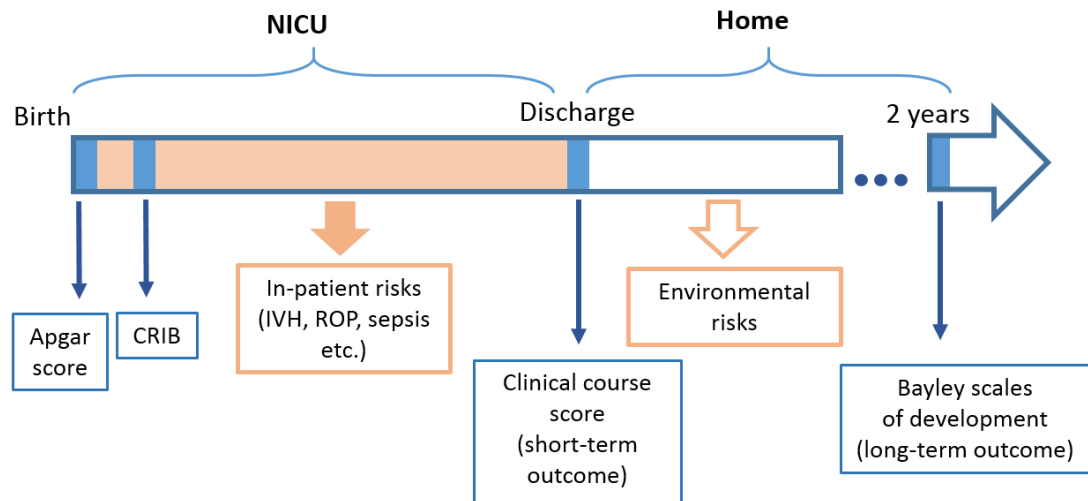 NICU
Home
Birth
Discharge
2 years
Apgar
score
CRIB
In-patient risks
(IVH, ROP, sepsis
etc.)
Clinical course
score
(short-term
outcome)
Environmental
risks
Bayley scales
of development
(long-term outcome)